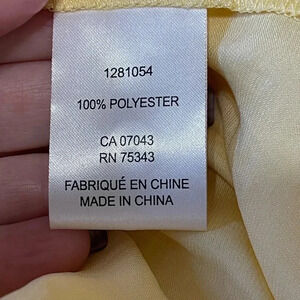 1281054
100% POLYESTER
CA 07043
RN 75343
FABRIQUÉ EN CHINE
MADE IN CHINA